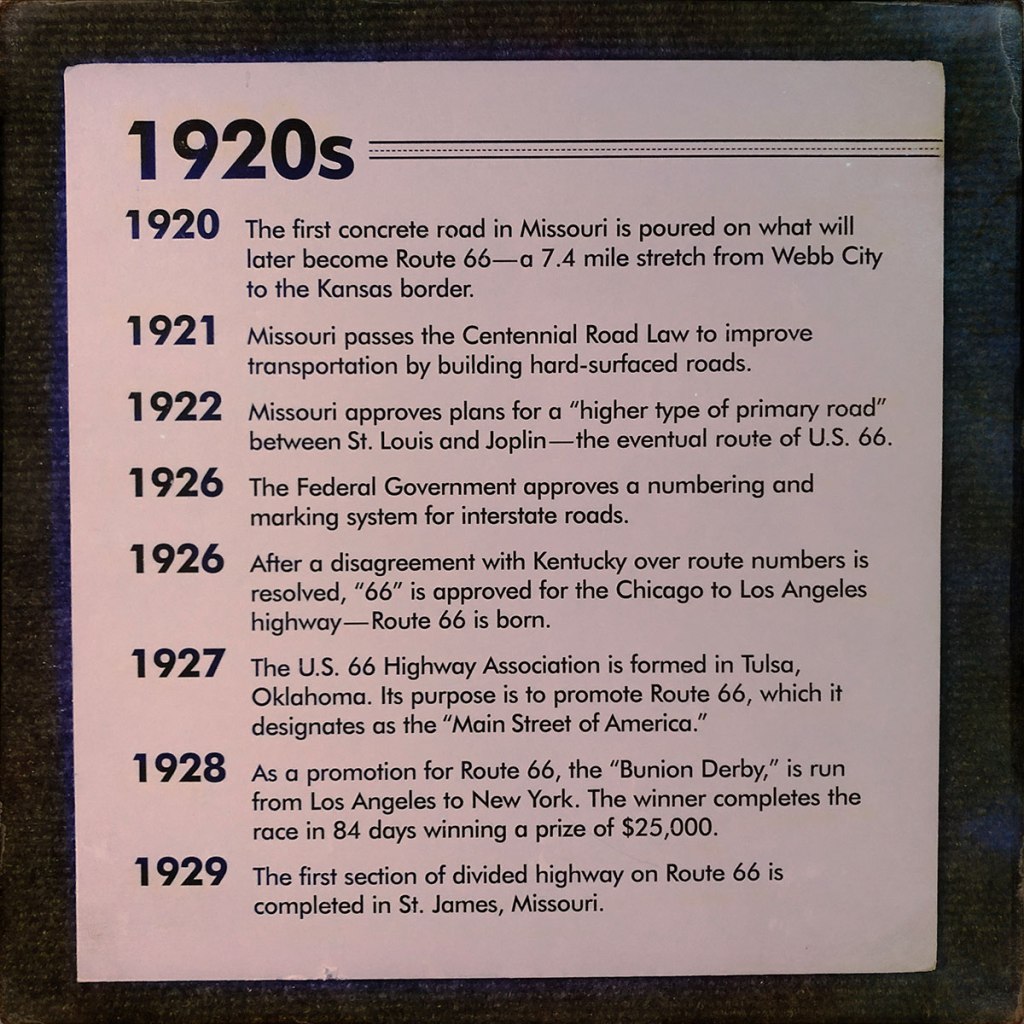 1920s
1920 The first concrete road in Missouri is poured on what will
later become Route 66—a 7.4 mile stretch from Webb City
to the Kansas border.
1921 Missouri passes the Centennial Road Law to improve
transportation by building hard-surfaced roads.
1922 Missouri approves plans for a “higher type of primary road”
between St. Louis and Joplin—the eventual route of U.S. 66.
1926 The Federal Government approves a numbering and
marking system for interstate roads.
1926 After a disagreement with Kentucky over route numbers is
resolved, “66” is approved for the Chicago to Los Angeles
highway—Route 66 is born.
1927 The U.S. 66 Highway Association is formed in Tulsa,
Oklahoma. Its purpose is to promote Route 66, which it
designates as the “Main Street of America.”
1928 As a promotion for Route 66, the “Bunion Derby,” is run
from Los Angeles to New York. The winner completes the
race in 84 days winning a prize of $25,000.
1929 The first section of divided highway on Route 66 is
completed in St. James, Missouri.